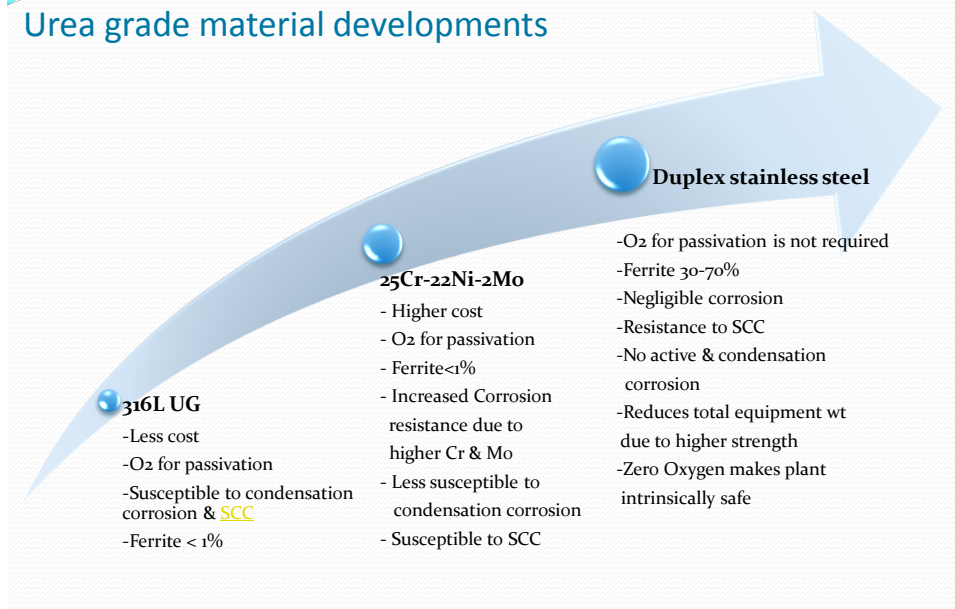 Urea grade material developments
316L UG
-Less cost
-O2 for passivation
-Susceptible to condensation
corrosion & SCC
-Ferrite < 1%
25Cr-22Ni-2Mo
- Higher cost
- O2 for passivation
- Ferrite<1%
- Increased Corrosion
resistance due to
higher Cr & Mo
- Less susceptible to
condensation corrosion
- Susceptible to SCC
Duplex stainless steel
-O2 for passivation is not required
-Ferrite 30-70%
-Negligible corrosion
-Resistance to SCC
-No active & condensation
corrosion
-Reduces total equipment wt
due to higher strength
-Zero Oxygen makes plant
intrinsically safe